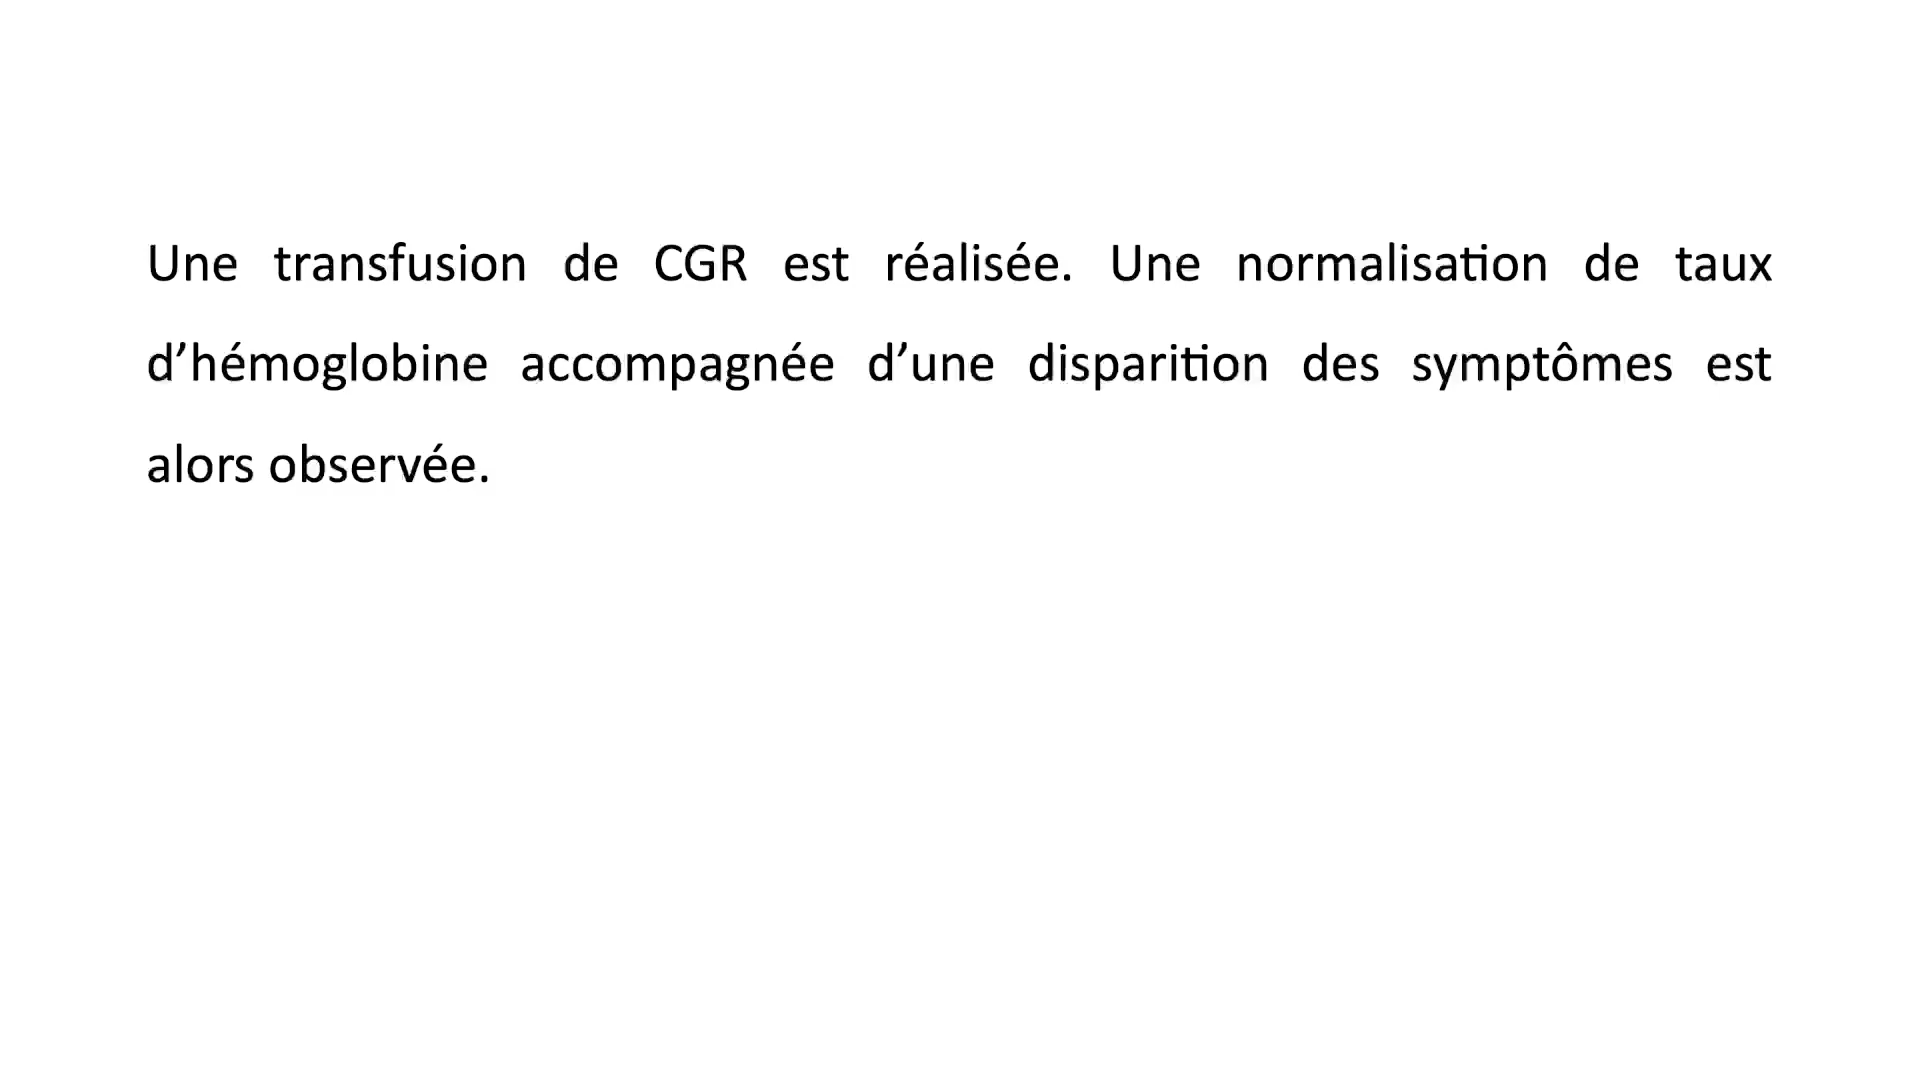 Une transfusion de CGR est réalisée. Une normalisation de taux
d’hémoglobine accompagnée d’une disparition des symptômes est
alors observée.